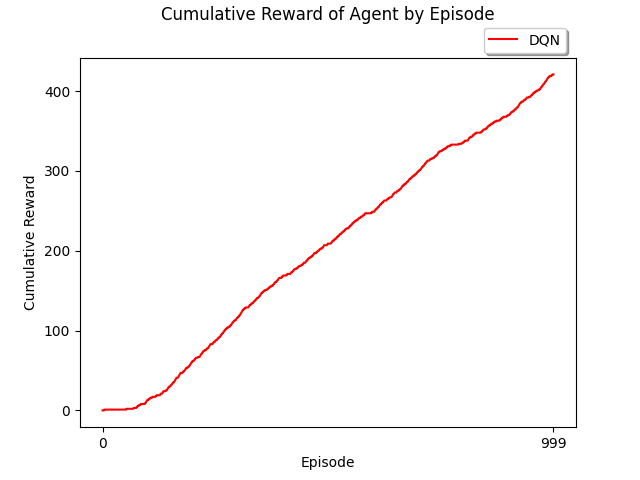 Cumulative Reward of Agent by Episode
DQN
400
300
200
100
0
Cumulative Reward
0
999
Episode